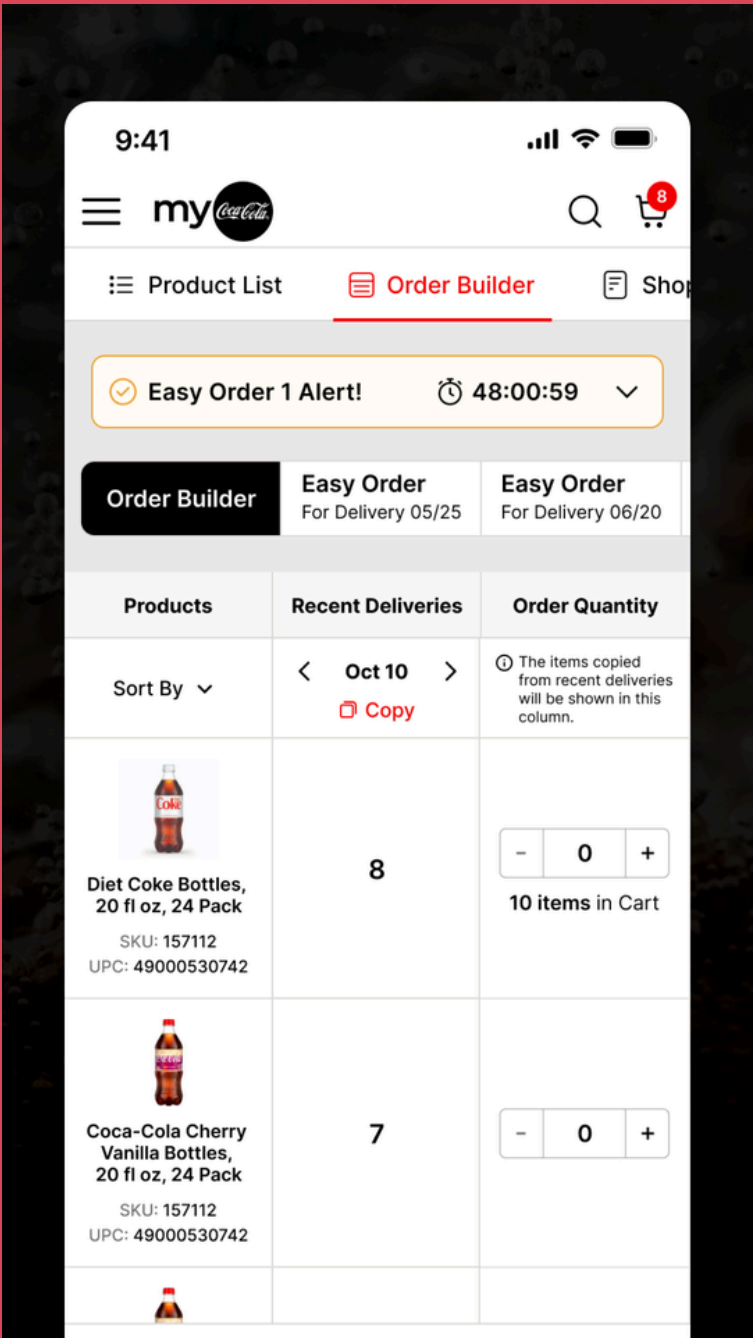 9:41
my Coca-Cola
8
Product List
Order Builder
Shop
Easy Order 1 Alert!
48:00:59
Order Builder
Easy Order
For Delivery 05/25
Easy Order
For Delivery 06/20
Products
Recent Deliveries
Order Quantity
Sort By
Oct 10
Copy
The items copied
from recent deliveries
will be shown in this
column.
Coke
Diet Coke Bottles,
20 fl oz, 24 Pack
SKU: 157112
UPC: 49000530742
8
- 0 +
10 items in Cart
Coca-Cola Cherry
Vanilla Bottles,
20 fl oz, 24 Pack
SKU: 157112
UPC: 49000530742
7
- 0 +